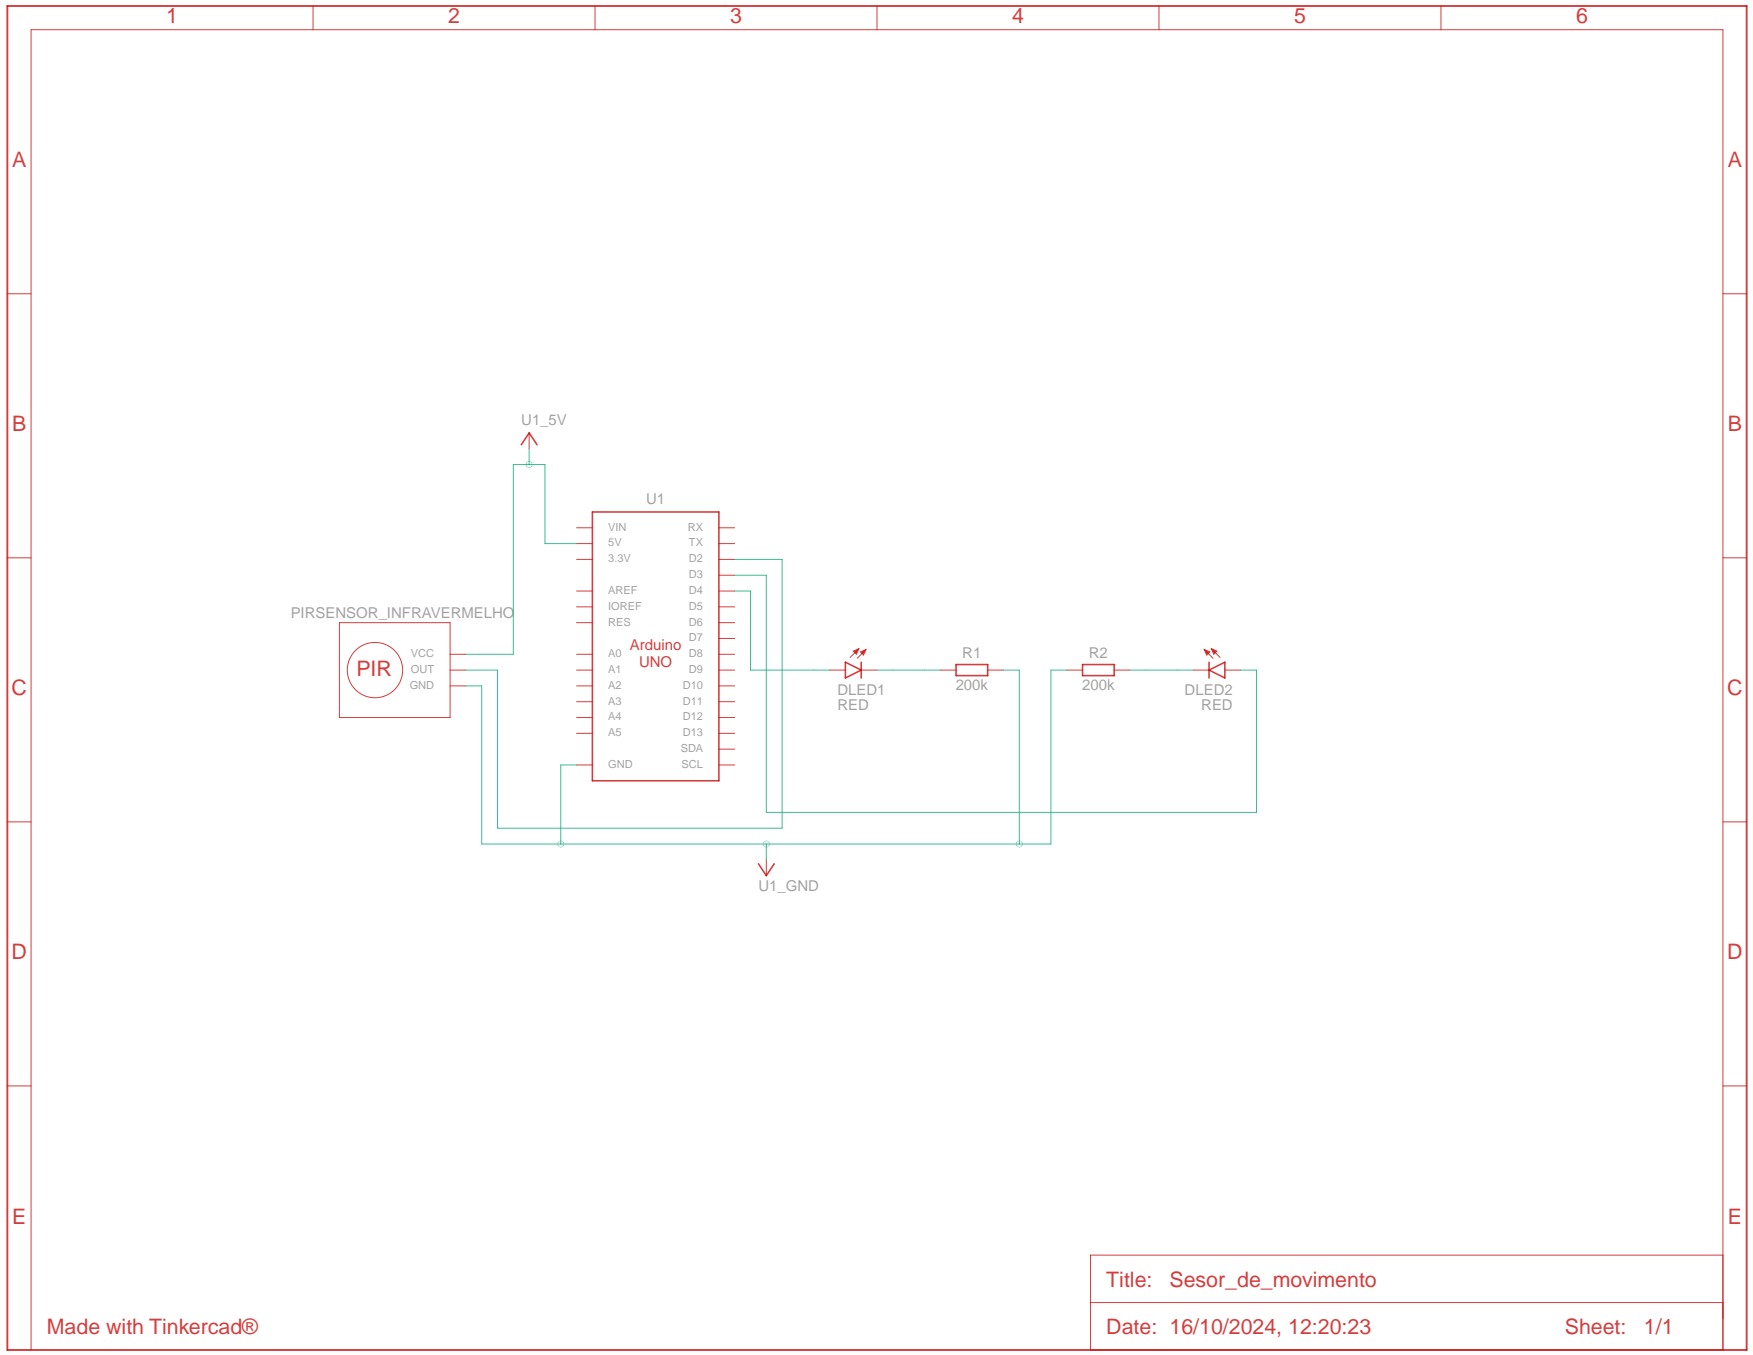 1 2 3 4 5 6
A A
B B
U1_5V
U1
VIN RX
5V TX
3.3V D2
D3
AREF D4
IOREF D5
RES D6
D7
Arduino
UNO
A0 D8
A1 D9
A2 D10
A3 D11
A4 D12
A5 D13
SDA
GND SCL
PIRSENSOR_INFRAVERMELHO
PIR
VCC
OUT
GND
DLED1
RED
R1
200k
R2
200k
DLED2
RED
C C
U1_GND
D D
E E
Title: Sesor_de_movimento
Made with Tinkercad®
Date: 16/10/2024, 12:20:23 Sheet: 1/1